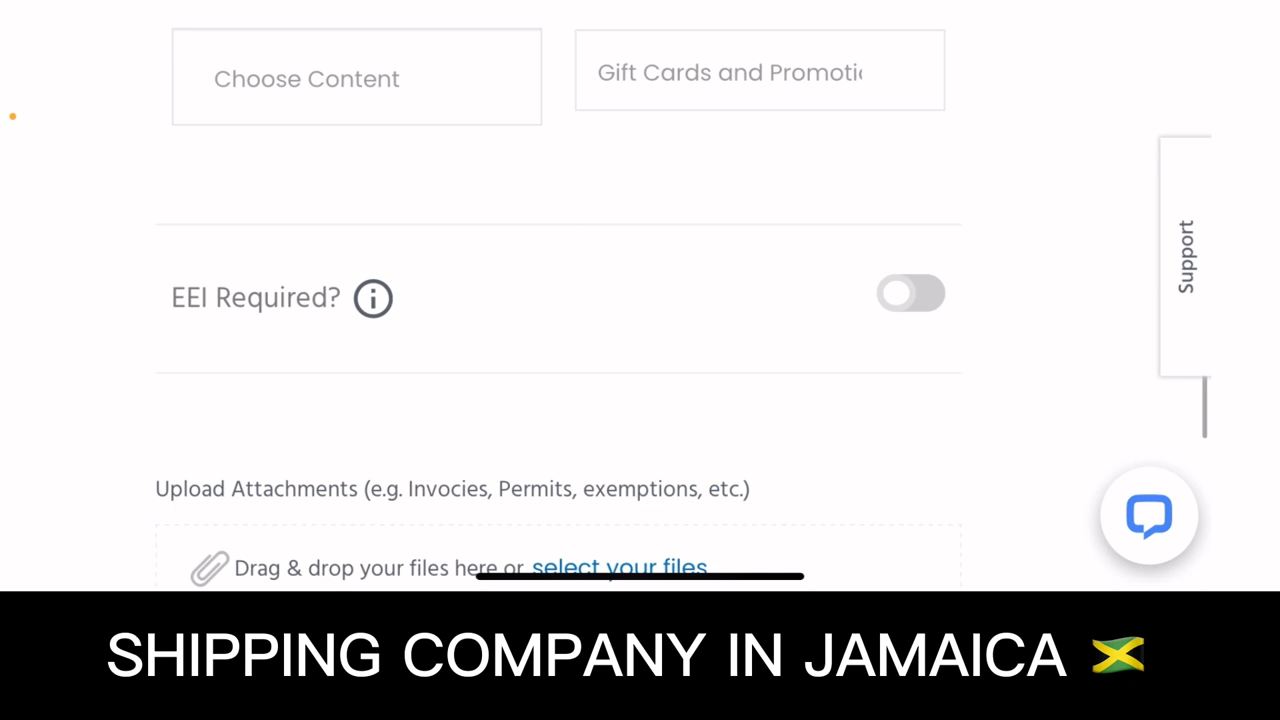 Choose Content
Gift Cards and Promotic
EEI Required?
Support
Upload Attachments (e.g. Invocies, Permits, exemptions, etc.)
Drag & drop your files here or select your files
SHIPPING COMPANY IN JAMAICA 🇯🇲